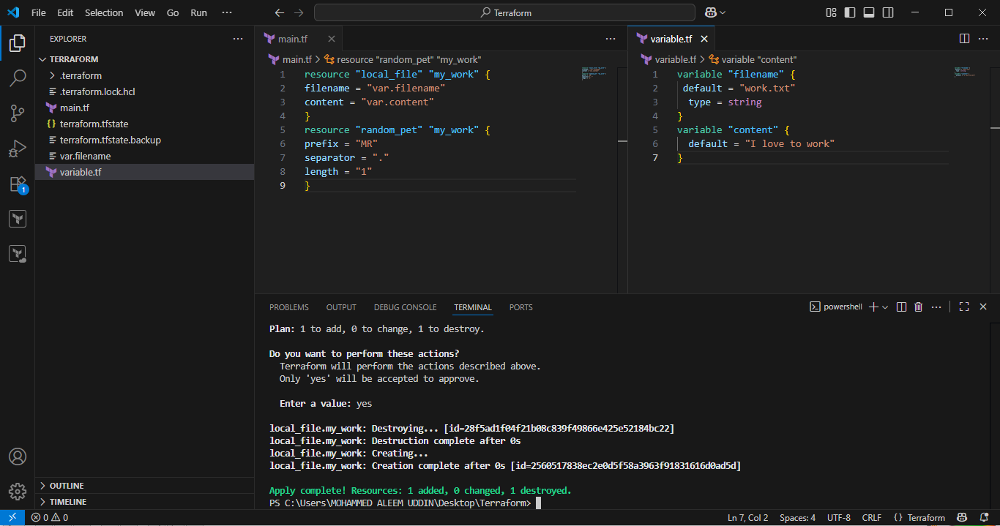 File Edit Selection View Go Run ··· Terraform
EXPLORER ···
TERRAFORM
.terraform
.terraform.lock.hcl
main.tf
{} terraform.tfstate
terraform.tfstate.backup
var.filename
variable.tf
OUTLINE
TIMELINE
1
main.tf
main.tf > resource "random_pet" "my_work"
1 resource "local_file" "my_work" {
2 filename = "var.filename"
3 content = "var.content"
4 }
5 resource "random_pet" "my_work" {
6 prefix = "MR"
7 separator = "."
8 length = "1"
9 }
variable.tf
variable.tf > variable "content"
1 variable "filename" {
2 default = "work.txt"
3 type = string
4 }
5 variable "content" {
6 default = "I love to work"
7 }
PROBLEMS OUTPUT DEBUG CONSOLE TERMINAL PORTS powershell
Plan: 1 to add, 0 to change, 1 to destroy.
Do you want to perform these actions?
Terraform will perform the actions described above.
Only 'yes' will be accepted to approve.
Enter a value: yes
local_file.my_work: Destroying... [id=28f5ad1f04f21b08c839f49866e425e52184bc22]
local_file.my_work: Destruction complete after 0s
local_file.my_work: Creating...
local_file.my_work: Creation complete after 0s [id=2560517838ec2e0d5f58a3963f91831616d0ad5d]
Apply complete! Resources: 1 added, 0 changed, 1 destroyed.
PS C:\Users\MOHAMMED ALEEM UDDIN\Desktop\Terraform>
0 0 Ln 7, Col 2 Spaces: 4 UTF-8 CRLF {} Terraform